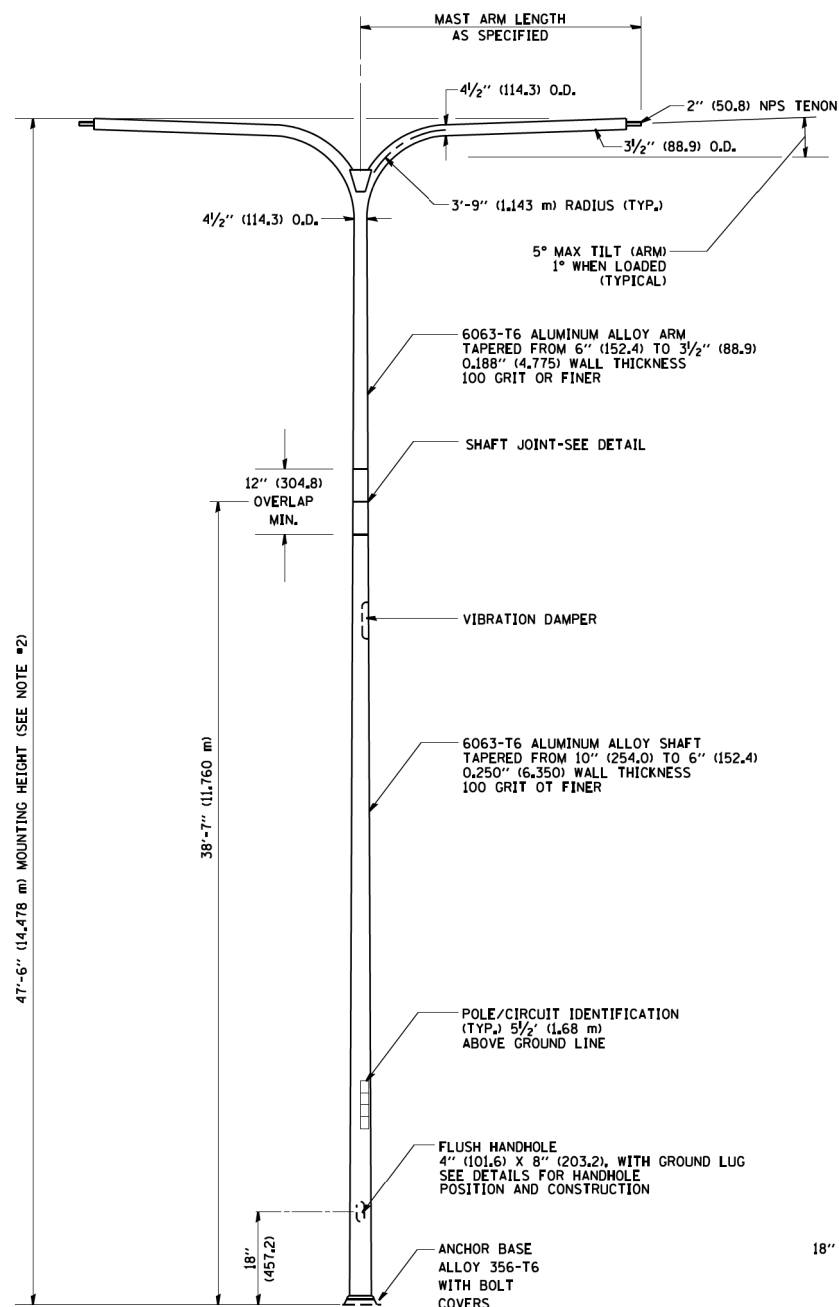 MAST ARM LENGTH
AS SPECIFIED
4½" (114.3) O.D.
2" (50.8) NPS TENON
3½" (88.9) O.D.
3'-9" (1.143 m) RADIUS (TYP.)
4½" (114.3) O.D.
5° MAX TILT (ARM)
1° WHEN LOADED
(TYPICAL)
6063-T6 ALUMINUM ALLOY ARM
TAPERED FROM 6" (152.4) TO 3½" (88.9)
0.188" (4.775) WALL THICKNESS
100 GRIT OR FINER
SHAFT JOINT-SEE DETAIL
12" (304.8)
OVERLAP
MIN.
VIBRATION DAMPER
47'-6" (14.478 m) MOUNTING HEIGHT (SEE NOTE #2)
38'-7" (11.760 m)
6063-T6 ALUMINUM ALLOY SHAFT
TAPERED FROM 10" (254.0) TO 6" (152.4)
0.250" (6.350) WALL THICKNESS
100 GRIT OT FINER
POLE/CIRCUIT IDENTIFICATION
(TYP.) 5½' (1.68 m)
ABOVE GROUND LINE
FLUSH HANDHOLE
4" (101.6) X 8" (203.2), WITH GROUND LUG
SEE DETAILS FOR HANDHOLE
POSITION AND CONSTRUCTION
18"
(457.2)
ANCHOR BASE
ALLOY 356-T6
WITH BOLT
COVERS
18"